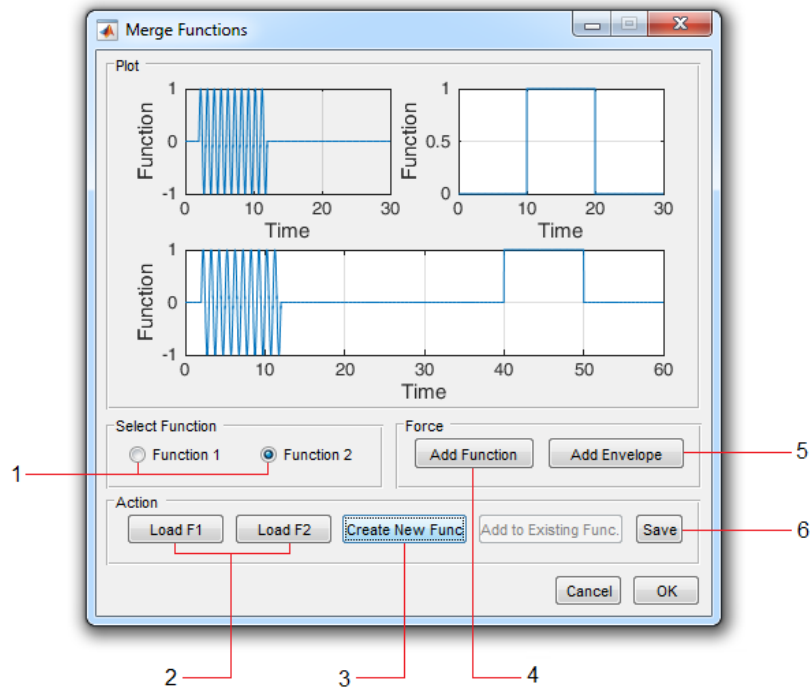 Merge Functions
Plot
Function
1
0
-1
0 10 20 30
Time
Function
1
0.5
0
0 10 20 30
Time
Function
1
0
-1
0 10 20 30 40 50 60
Time
Select Function
Function 1 Function 2
Force
Add Function Add Envelope
Action
Load F1 Load F2 Create New Func Add to Existing Func. Save
Cancel OK
1
2
3
4
5
6